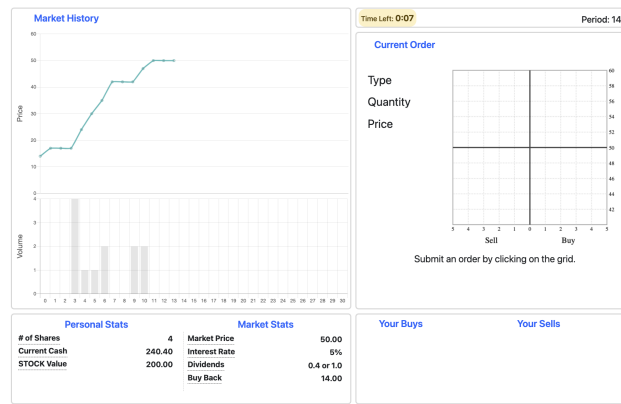 Market History
60
50
40
30
20
10
0
Price
4
3
2
1
0
Volume
0 1 2 3 4 5 6 7 8 9 10 11 12 13 14 15 16 17 18 19 20 21 22 23 24 25 26 27 28 29 30
Time Left: 0:07
Period: 14
Current Order
Type
Quantity
Price
60
58
56
54
52
50
48
46
44
42
5 4 3 2 1 0 1 2 3 4 5
Sell Buy
Submit an order by clicking on the grid.
Personal Stats
# of Shares 4
Current Cash 240.40
STOCK Value 200.00
Market Stats
Market Price 50.00
Interest Rate 5%
Dividends 0.4 or 1.0
Buy Back 14.00
Your Buys
Your Sells